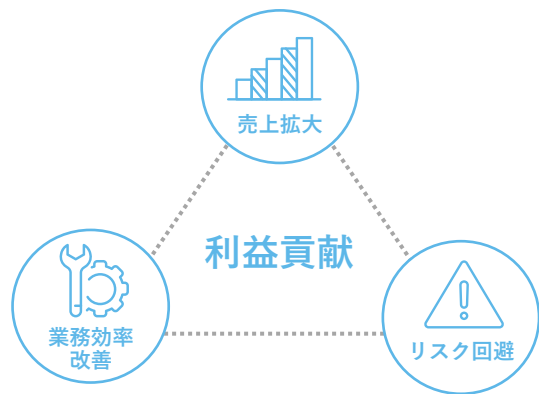 売上拡大
利益貢献
業務効率
改善
リスク回避